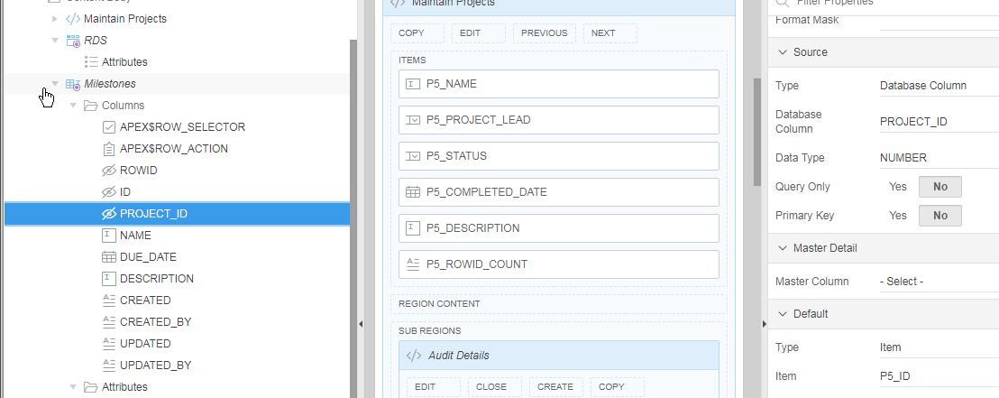 Content Body
Maintain Projects
RDS
Attributes
Milestones
Columns
APEX$ROW_SELECTOR
APEX$ROW_ACTION
ROWID
ID
PROJECT_ID
NAME
DUE_DATE
DESCRIPTION
CREATED
CREATED_BY
UPDATED
UPDATED_BY
Attributes
Maintain Projects
COPY EDIT PREVIOUS NEXT
ITEMS
P5_NAME
P5_PROJECT_LEAD
P5_STATUS
P5_COMPLETED_DATE
P5_DESCRIPTION
P5_ROWID_COUNT
REGION CONTENT
SUB REGIONS
Audit Details
EDIT CLOSE CREATE COPY
Filter Properties
Format Mask
Source
Type Database Column
Database
Column PROJECT_ID
Data Type NUMBER
Query Only Yes No
Primary Key Yes No
Master Detail
Master Column - Select -
Default
Type Item
Item P5_ID